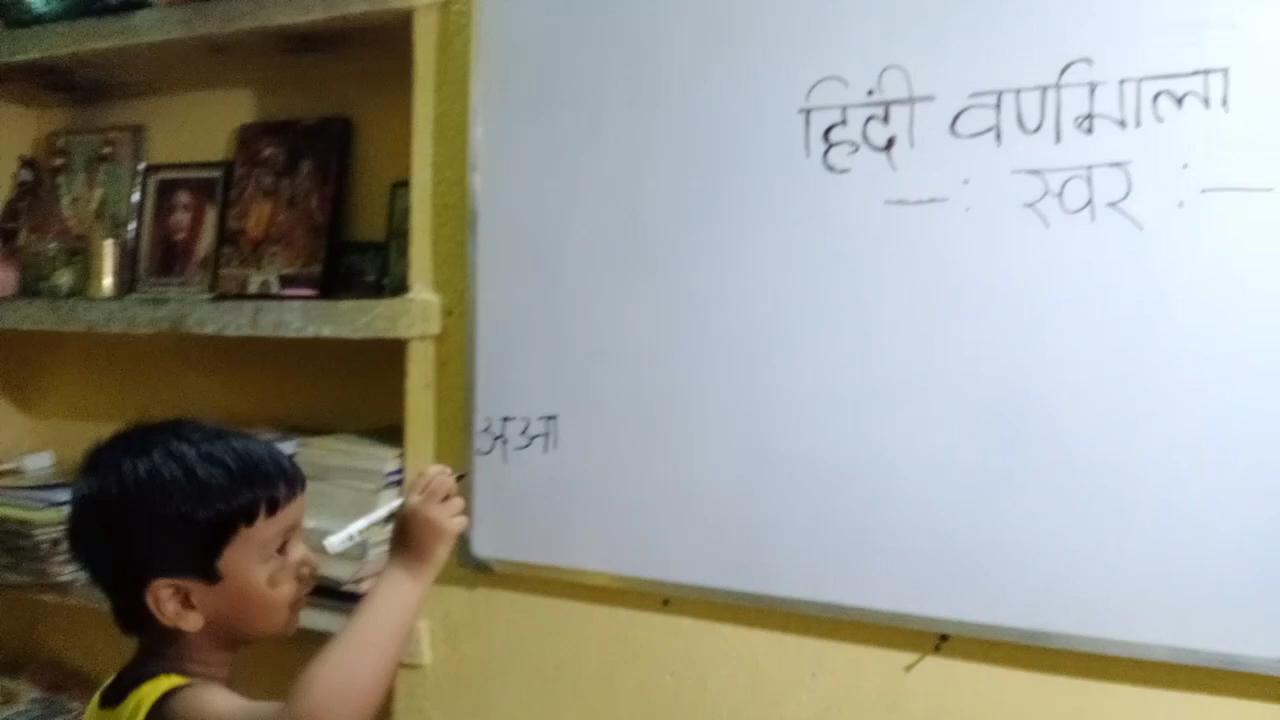 हिंदी वर्णमाला
—: स्वर :—
अ आ